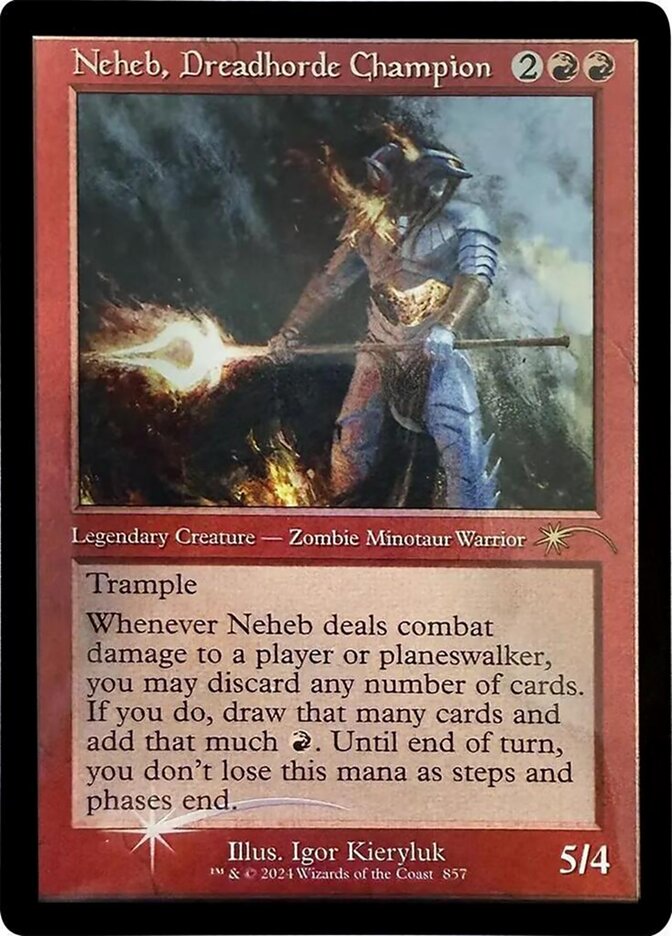 Neheb, Dreadhorde Champion 2
Legendary Creature — Zombie Minotaur Warrior
Trample
Whenever Neheb deals combat
damage to a player or planeswalker,
you may discard any number of cards.
If you do, draw that many cards and
add that much . Until end of turn,
you don't lose this mana as steps and
phases end.
Illus. Igor Kieryluk
5/4
™ & © 2024 Wizards of the Coast 857